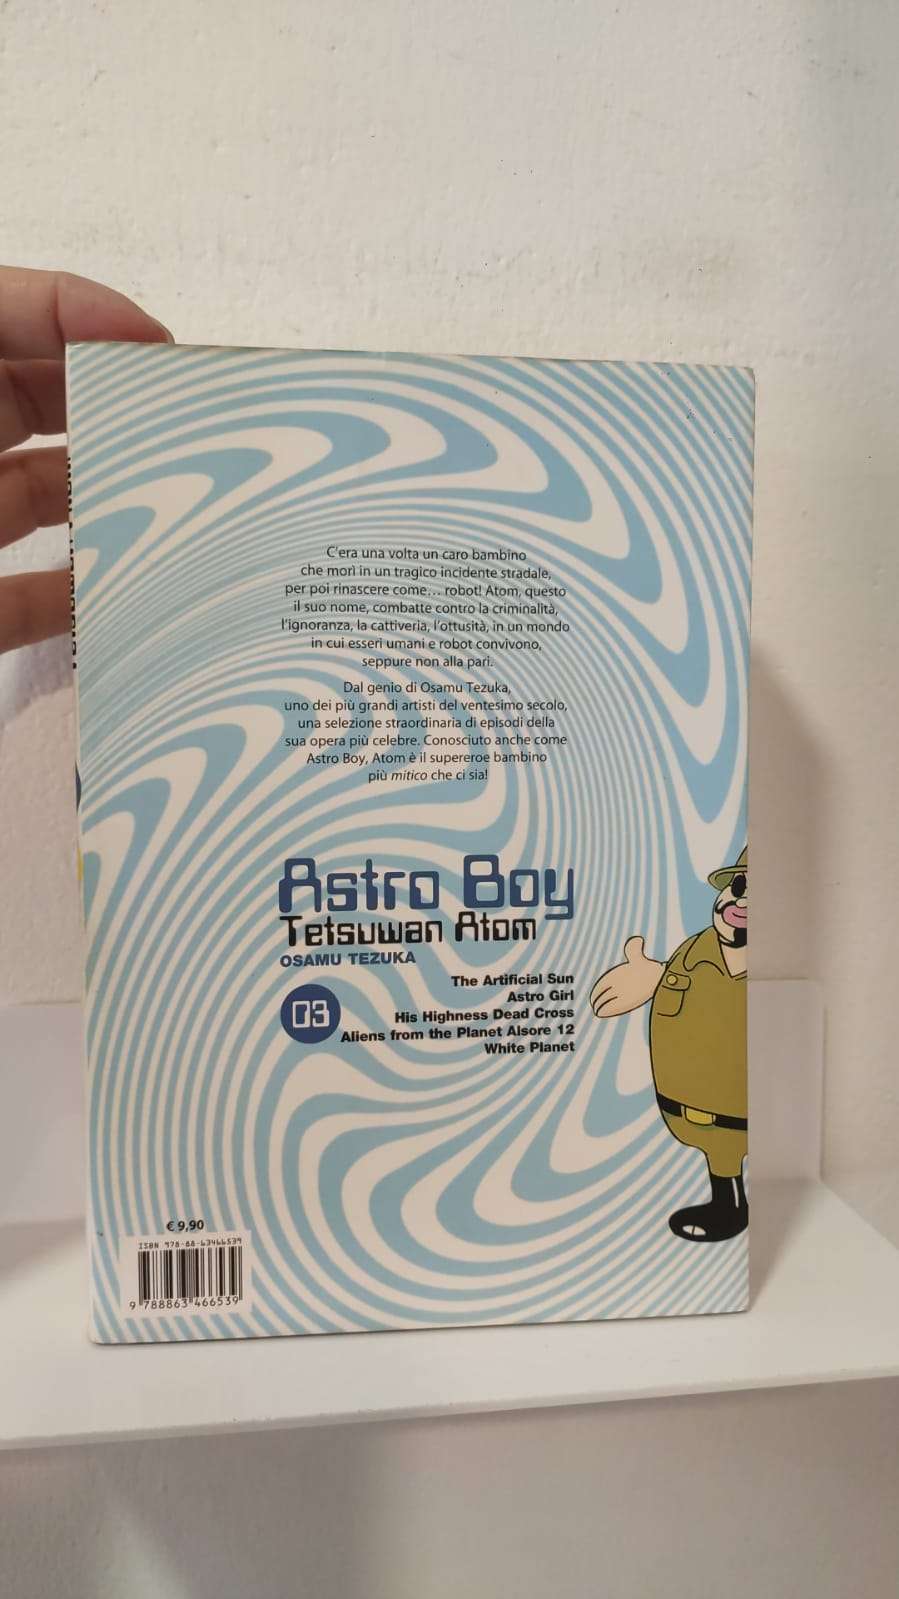 C'era una volta un caro bambino
che morì in un tragico incidente stradale,
per poi rinascere come... robot! Atom, questo
il suo nome, combatte contro la criminalità,
l'ignoranza, la cattiveria, l'ottusità, in un mondo
in cui esseri umani e robot convivono,
seppure non alla pari.
Dal genio di Osamu Tezuka,
uno dei più grandi artisti del ventesimo secolo,
una selezione straordinaria di episodi della
sua opera più celebre. Conosciuto anche come
Astro Boy, Atom è il supereroe bambino
più mitico che ci sia!
Astro Boy
Tetsuwan Atom
OSAMU TEZUKA
03
The Artificial Sun
Astro Girl
His Highness Dead Cross
Aliens from the Planet Alsore 12
White Planet
€ 9,90
ISBN 978-88-63466539
9 788863 466539